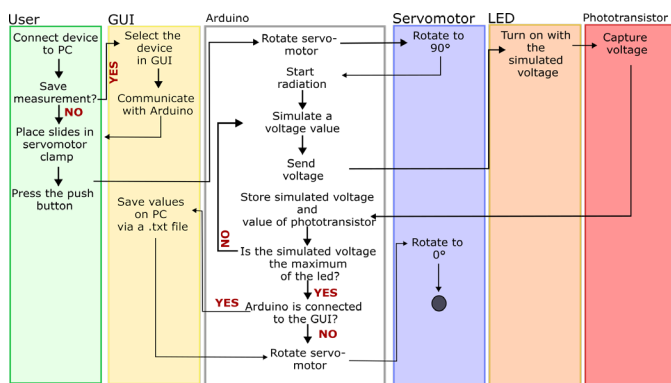 User
GUI
Arduino
Servomotor
LED
Phototransistor
Connect device
to PC
Save
measurement?
YES
NO
Place slides in
servomotor
clamp
Press the push
button
Select the
device
in GUI
Communicate
with Arduino
Save values
on PC
via a .txt file
Rotate servo-
motor
Start
radiation
Simulate a
voltage value
Send
voltage
Store simulated voltage
and
value of phototransistor
NO
Is the simulated voltage
the maximum
of the led?
YES
YES
Arduino is connected
to the GUI?
NO
Rotate servo-
motor
Rotate to
90°
Rotate to
0°
Turn on with
the
simulated
voltage
Capture
voltage